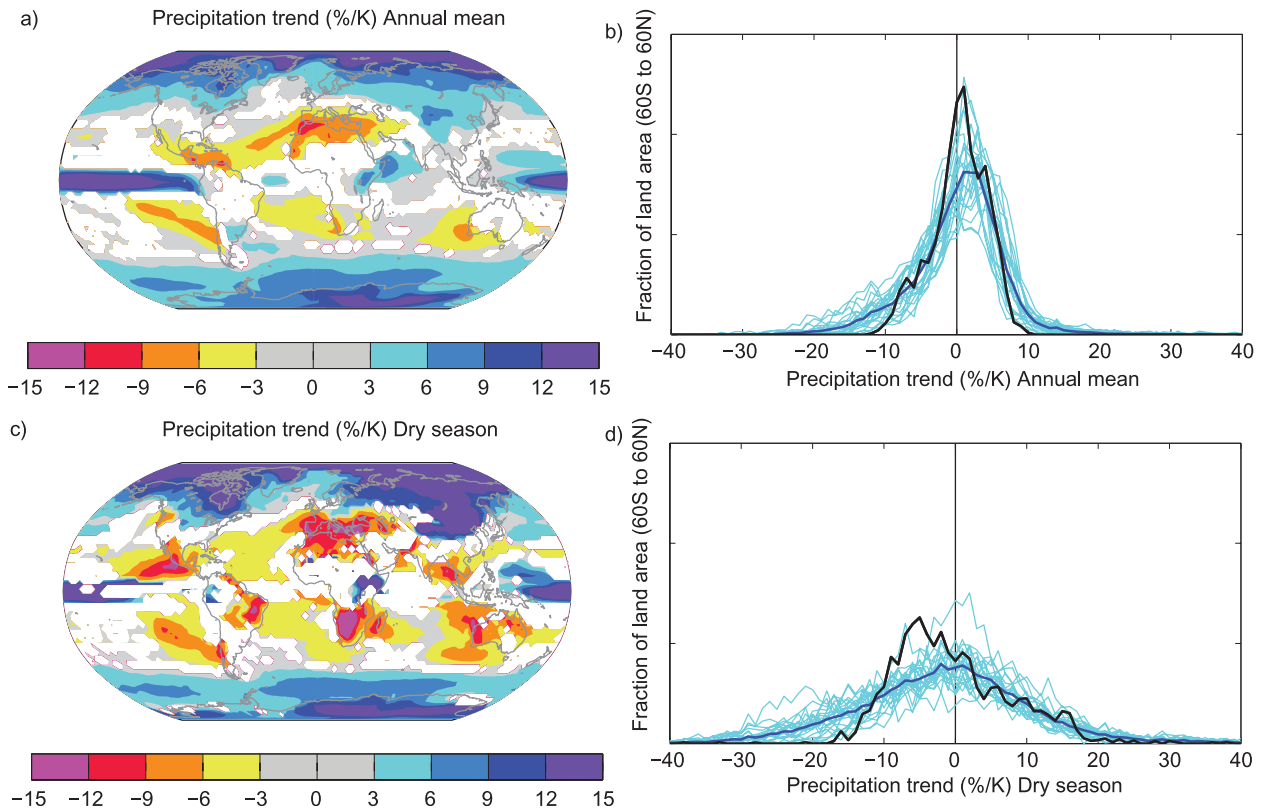 a)
Precipitation trend (%/K) Annual mean
−15 −12 −9 −6 −3 0 3 6 9 12 15
b)
Fraction of land area (60S to 60N)
−40 −30 −20 −10 0 10 20 30 40
Precipitation trend (%/K) Annual mean
c)
Precipitation trend (%/K) Dry season
−15 −12 −9 −6 −3 0 3 6 9 12 15
d)
Fraction of land area (60S to 60N)
−40 −30 −20 −10 0 10 20 30 40
Precipitation trend (%/K) Dry season